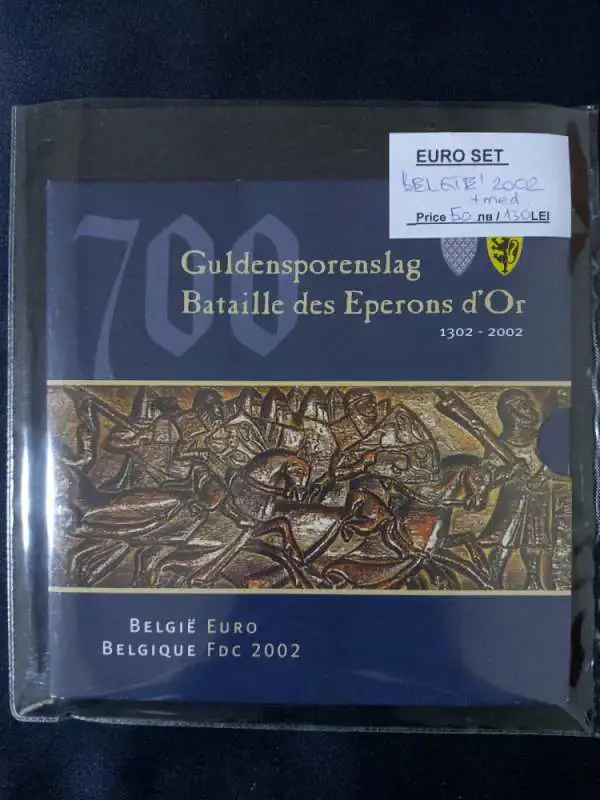 EURO SET
BELGIE' 2002
+ med
Price 50 лв / 130 LEI
700
Guldensporenslag
Bataille des Eperons d'Or
1302 - 2002
BELGIË EURO
BELGIQUE FDC 2002